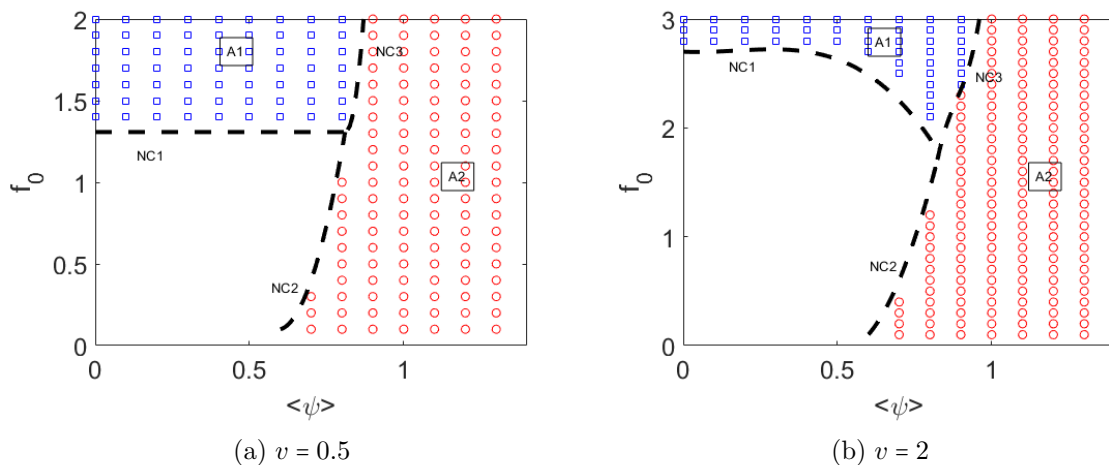 2
1.5
1
0.5
0
f₀
A1
NC3
NC1
A2
NC2
0 0.5 1
<ψ>
(a) v = 0.5
3
2
1
0
f₀
A1
NC1
NC3
A2
NC2
0 0.5 1
<ψ>
(b) v = 2